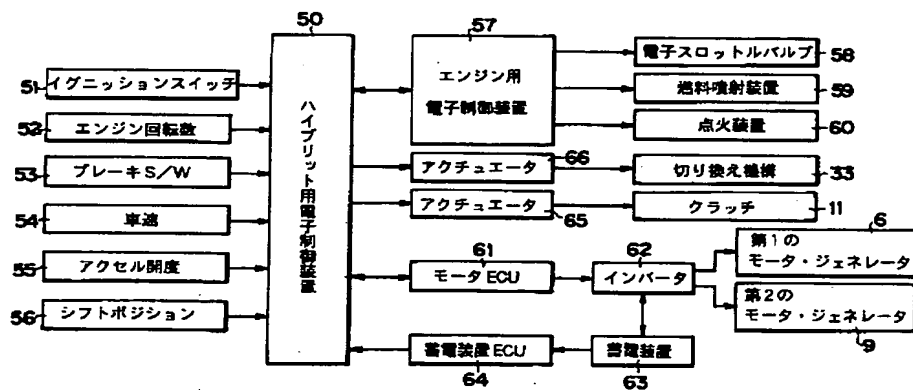 50
ハイブリット用電子制御装置
51
イグニッションスイッチ
52
エンジン回転数
53
ブレーキS/W
54
車速
55
アクセル開度
56
シフトポジション
57
エンジン用
電子制御装置
電子スロットルバルブ
58
燃料噴射装置
59
点火装置
60
アクチュエータ
66
切り換え機構
33
アクチュエータ
65
クラッチ
11
61
モータECU
62
インバータ
6
第1の
モータ・ジェネレータ
第2の
モータ・ジェネレータ
9
蓄電装置ECU
64
蓄電装置
63